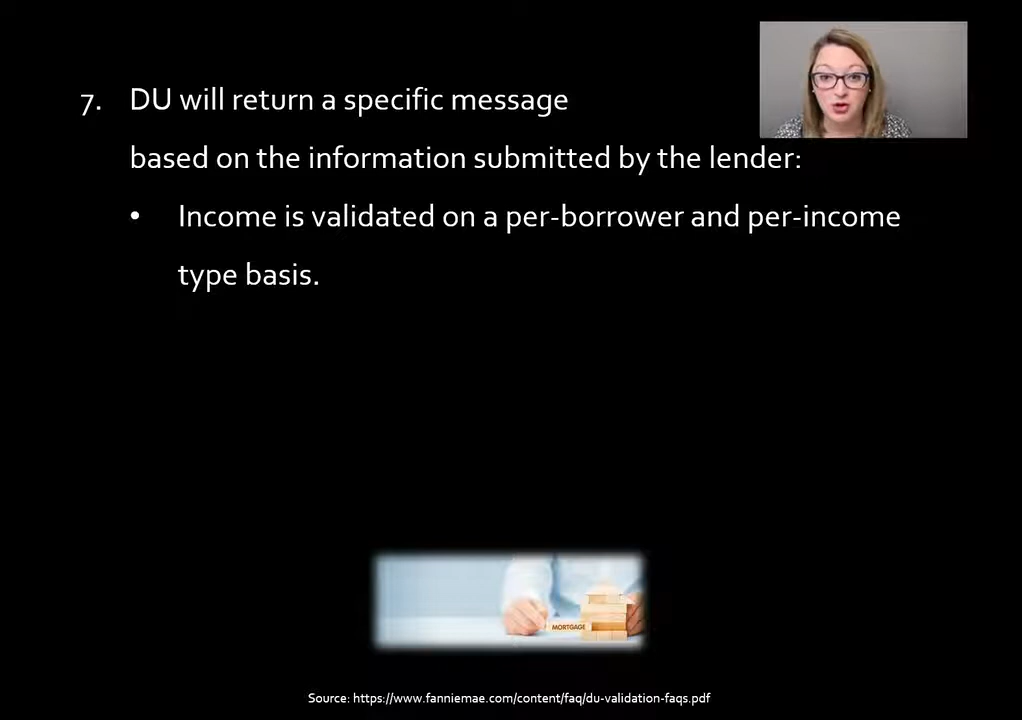 7. DU will return a specific message
based on the information submitted by the lender:
• Income is validated on a per-borrower and per-income
type basis.
MORTGAGE
Source: https://www.fanniemae.com/content/faq/du-validation-faqs.pdf